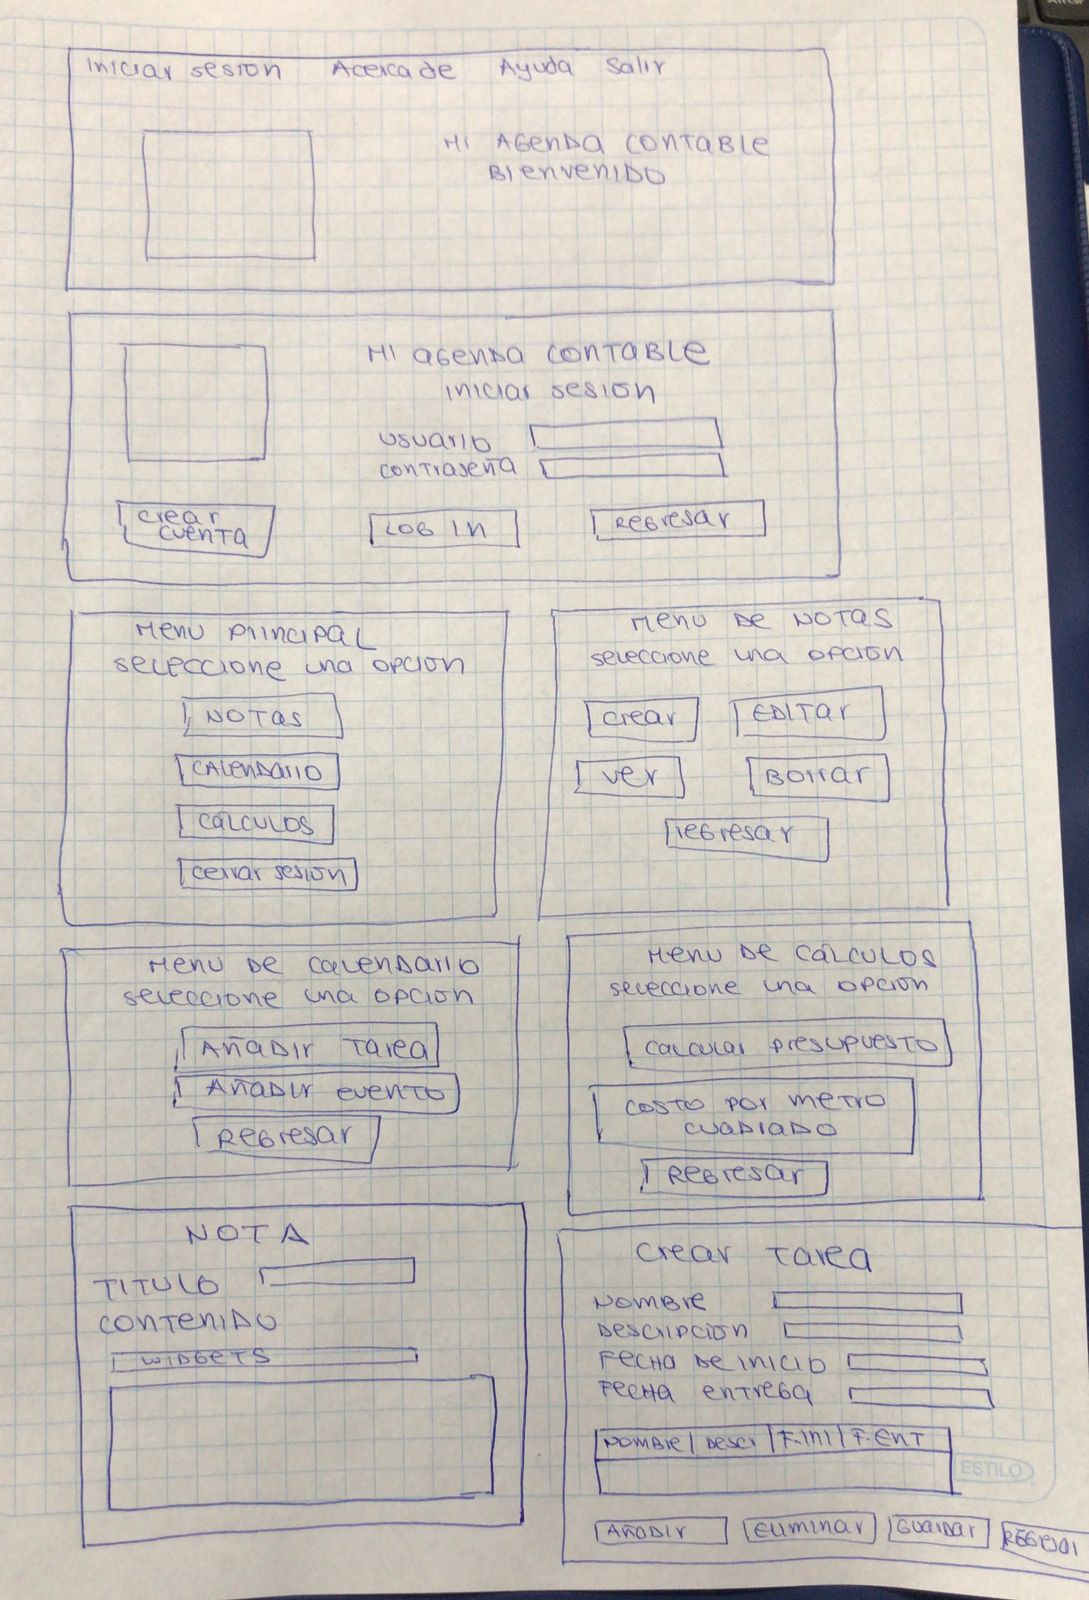 Iniciar sesion Acerca de Ayuda Salir
MI AGENDA CONTABLE
BIENVENIDO
MI AGENDA CONTABLE
Iniciar sesion
usuario
contraseña
Crear
cuenta
LOG IN
Regresar
Menu Principal
seleccione una opcion
NOTAS
CALENDARIO
CALCULOS
cerrar sesion
Menu DE NOTAS
seleccione una opcion
Crear EDITAR
Ver Borrar
regresar
Menu DE CALENDARIO
seleccione una opcion
AÑADIR TAREA
AÑADIR evento
Regresar
Menu DE CÁLCULOS
seleccione una opcion
Calcular presupuesto
COSTO POR METRO
CUADRADO
Regresar
NOTA
TITULO
CONTENIDO
WIDGETS
Crear Tarea
NOMBRE
DESCRIPCION
FECHA DE INICIO
FECHA entrega
NOMBRE DESCR F.INI F.ENT
AÑADIR ELIMINAR GUARDAR
ESTILO